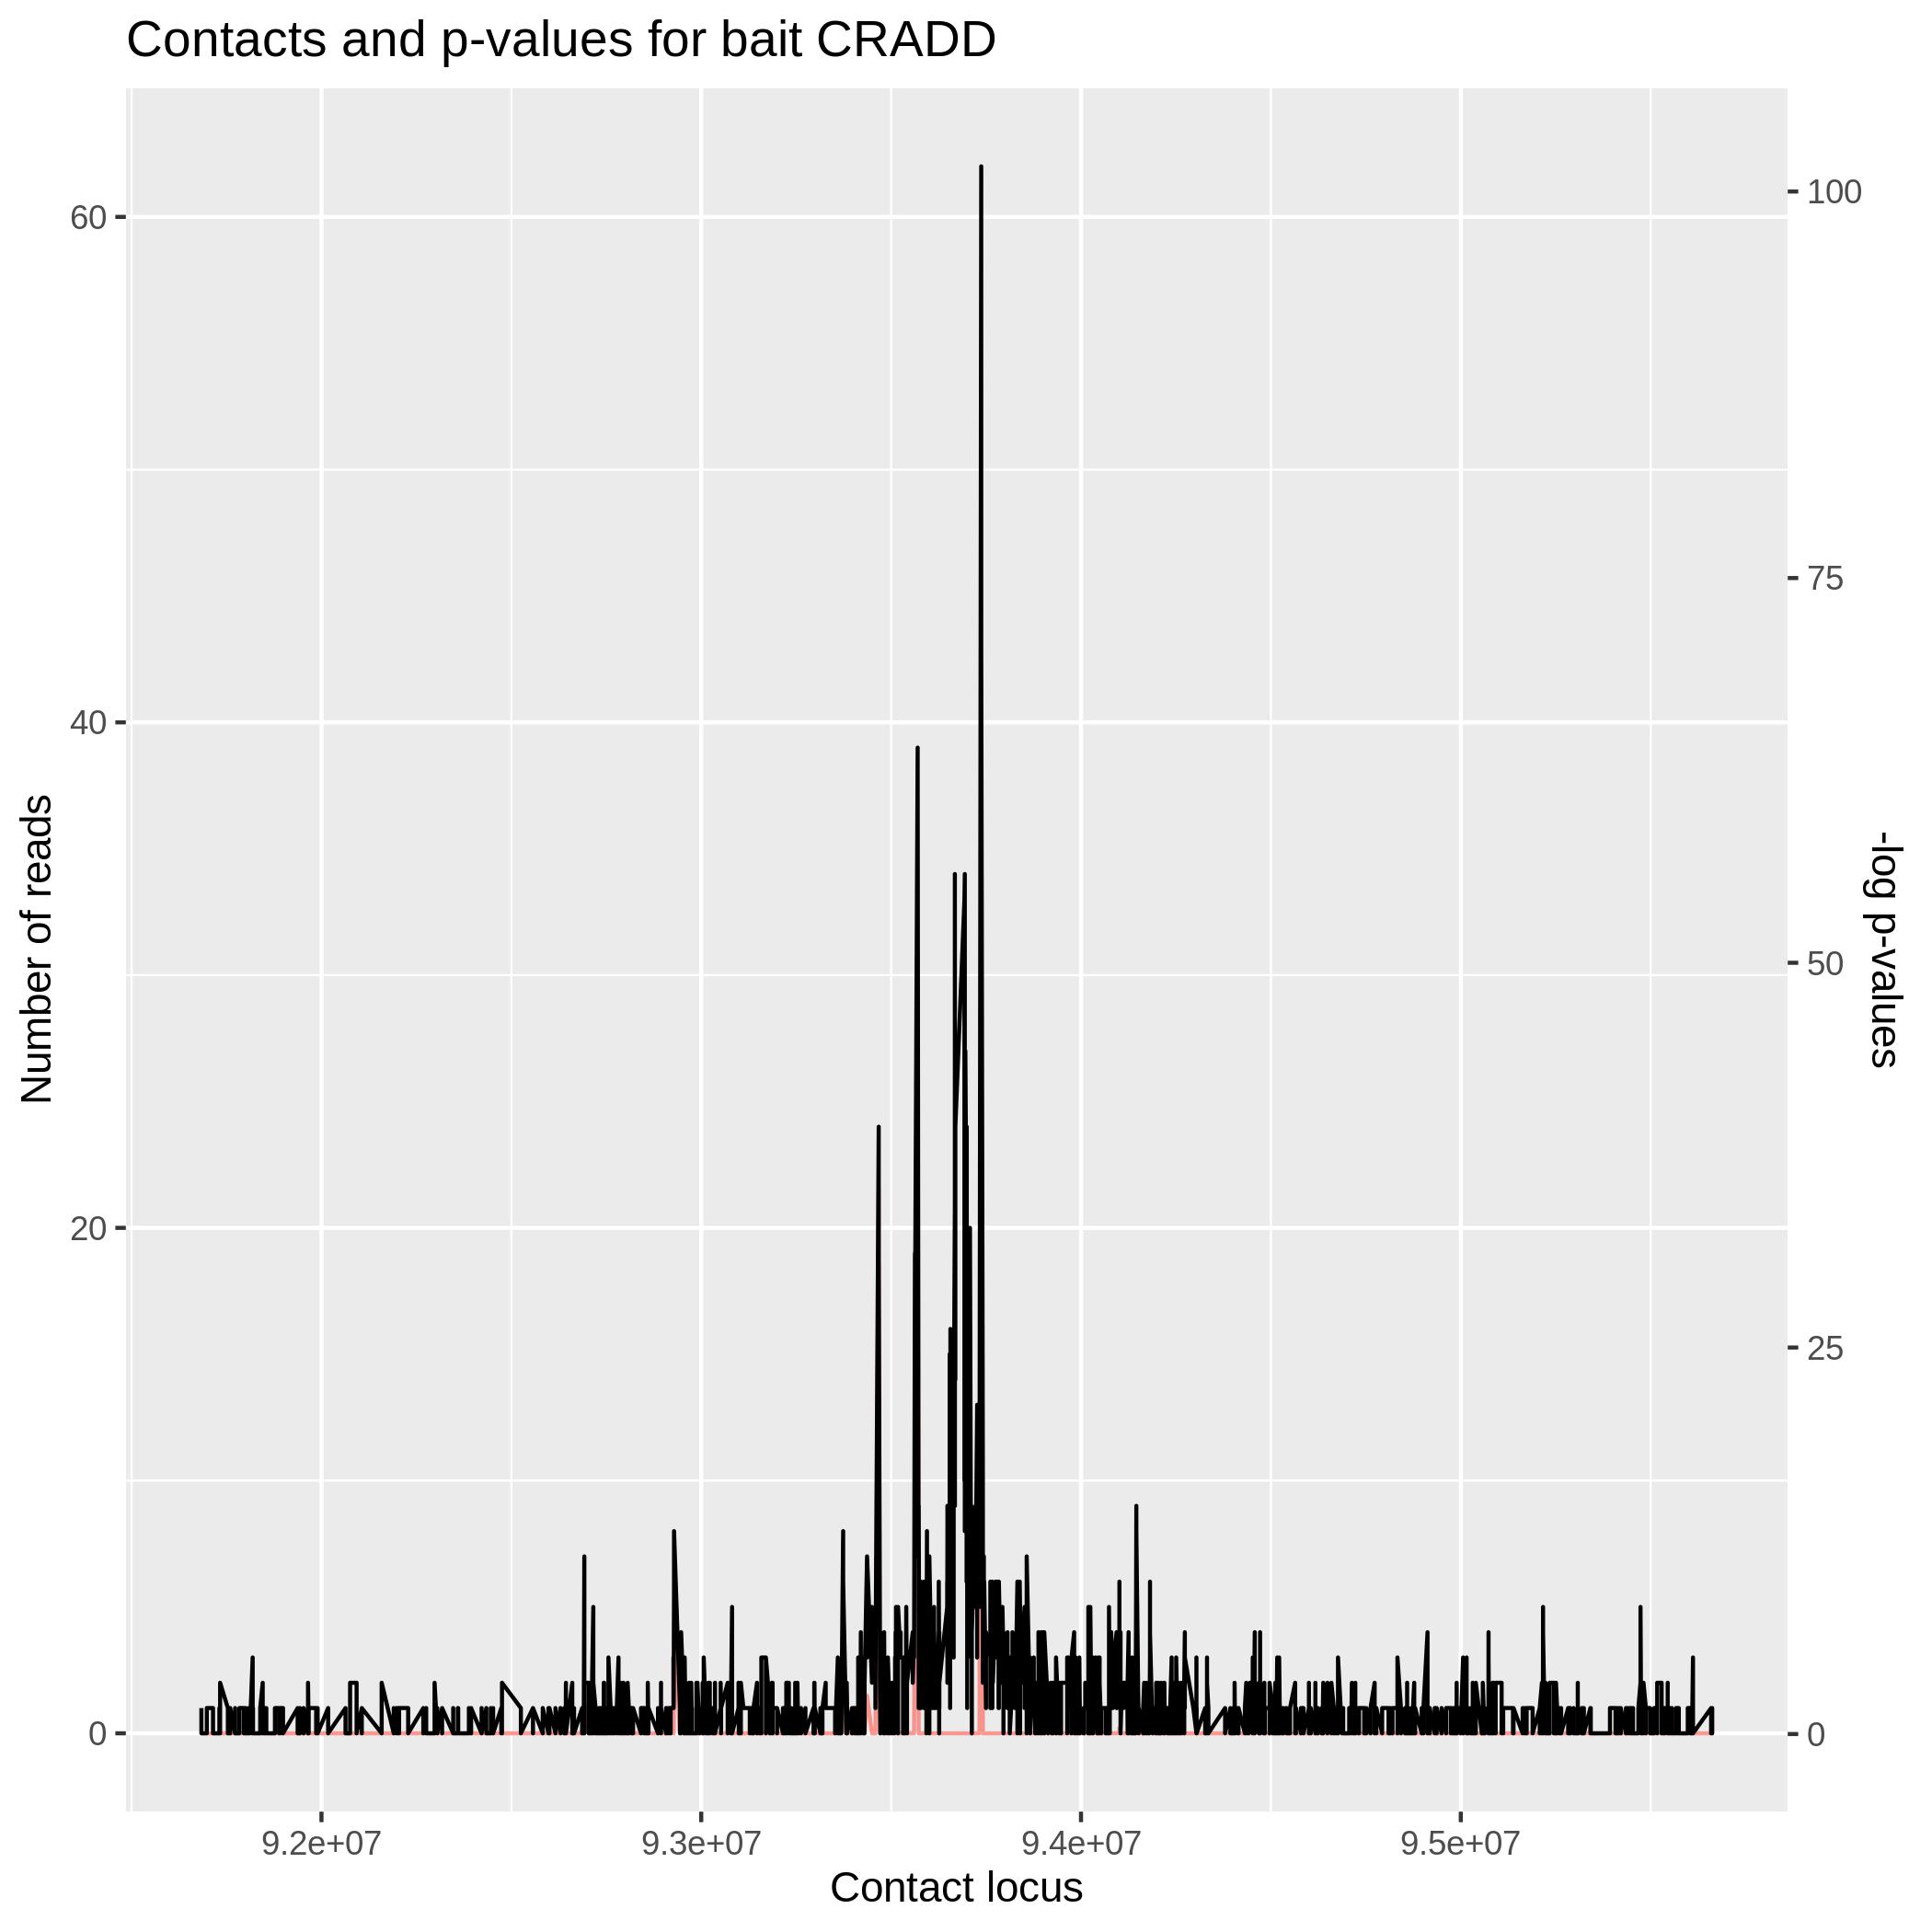 Contacts and p-values for bait CRADD
Number of reads
60
40
20
0
100
75
50
25
0
-log p-values
9.2e+07 9.3e+07 9.4e+07 9.5e+07
Contact locus